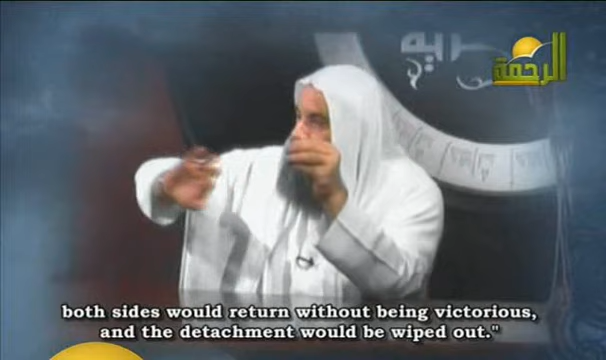 الرحمة
both sides would return without being victorious,
and the detachment would be wiped out."